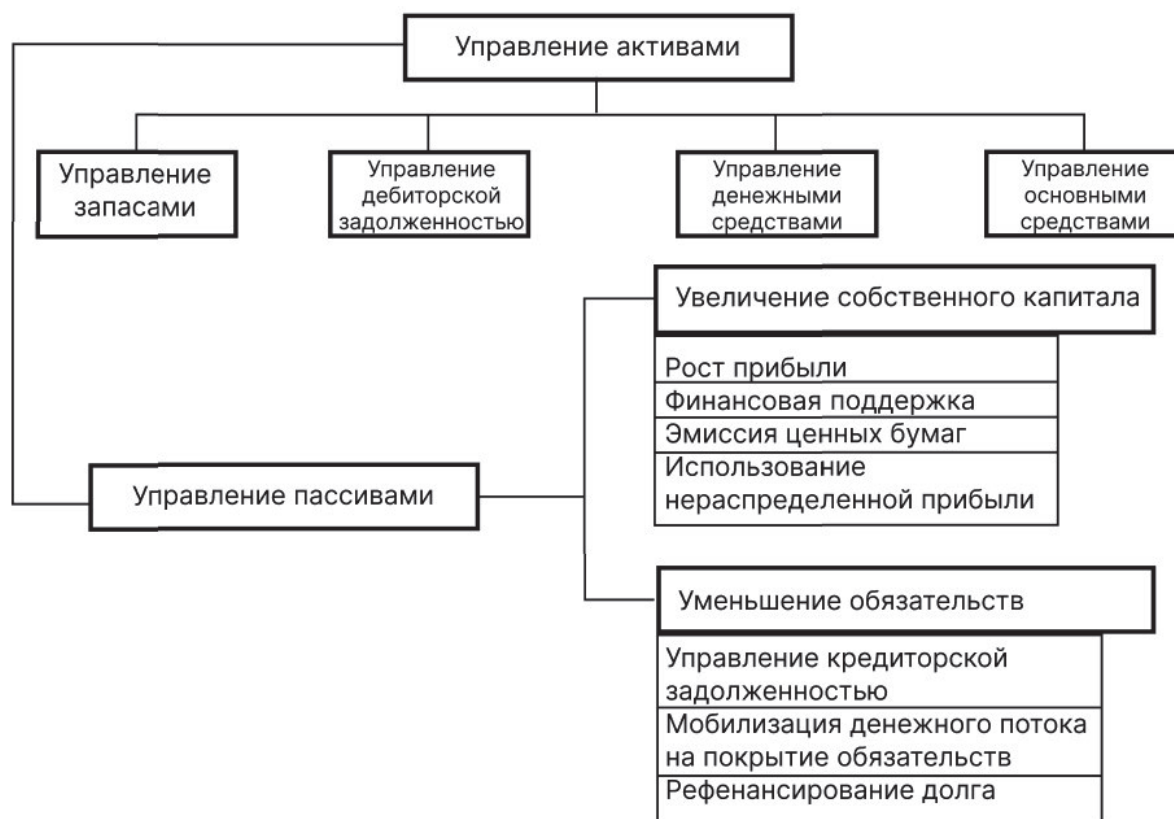 Управление активами
Управление
запасами
Управление
дебиторской
задолженностью
Управление
денежными
средствами
Управление
основными
средствами
Увеличение собственного капитала
Рост прибыли
Финансовая поддержка
Эмиссия ценных бумаг
Использование
нераспределенной прибыли
Управление пассивами
Уменьшение обязательств
Управление кредиторской
задолженностью
Мобилизация денежного потока
на покрытие обязательств
Рефенансирование долга